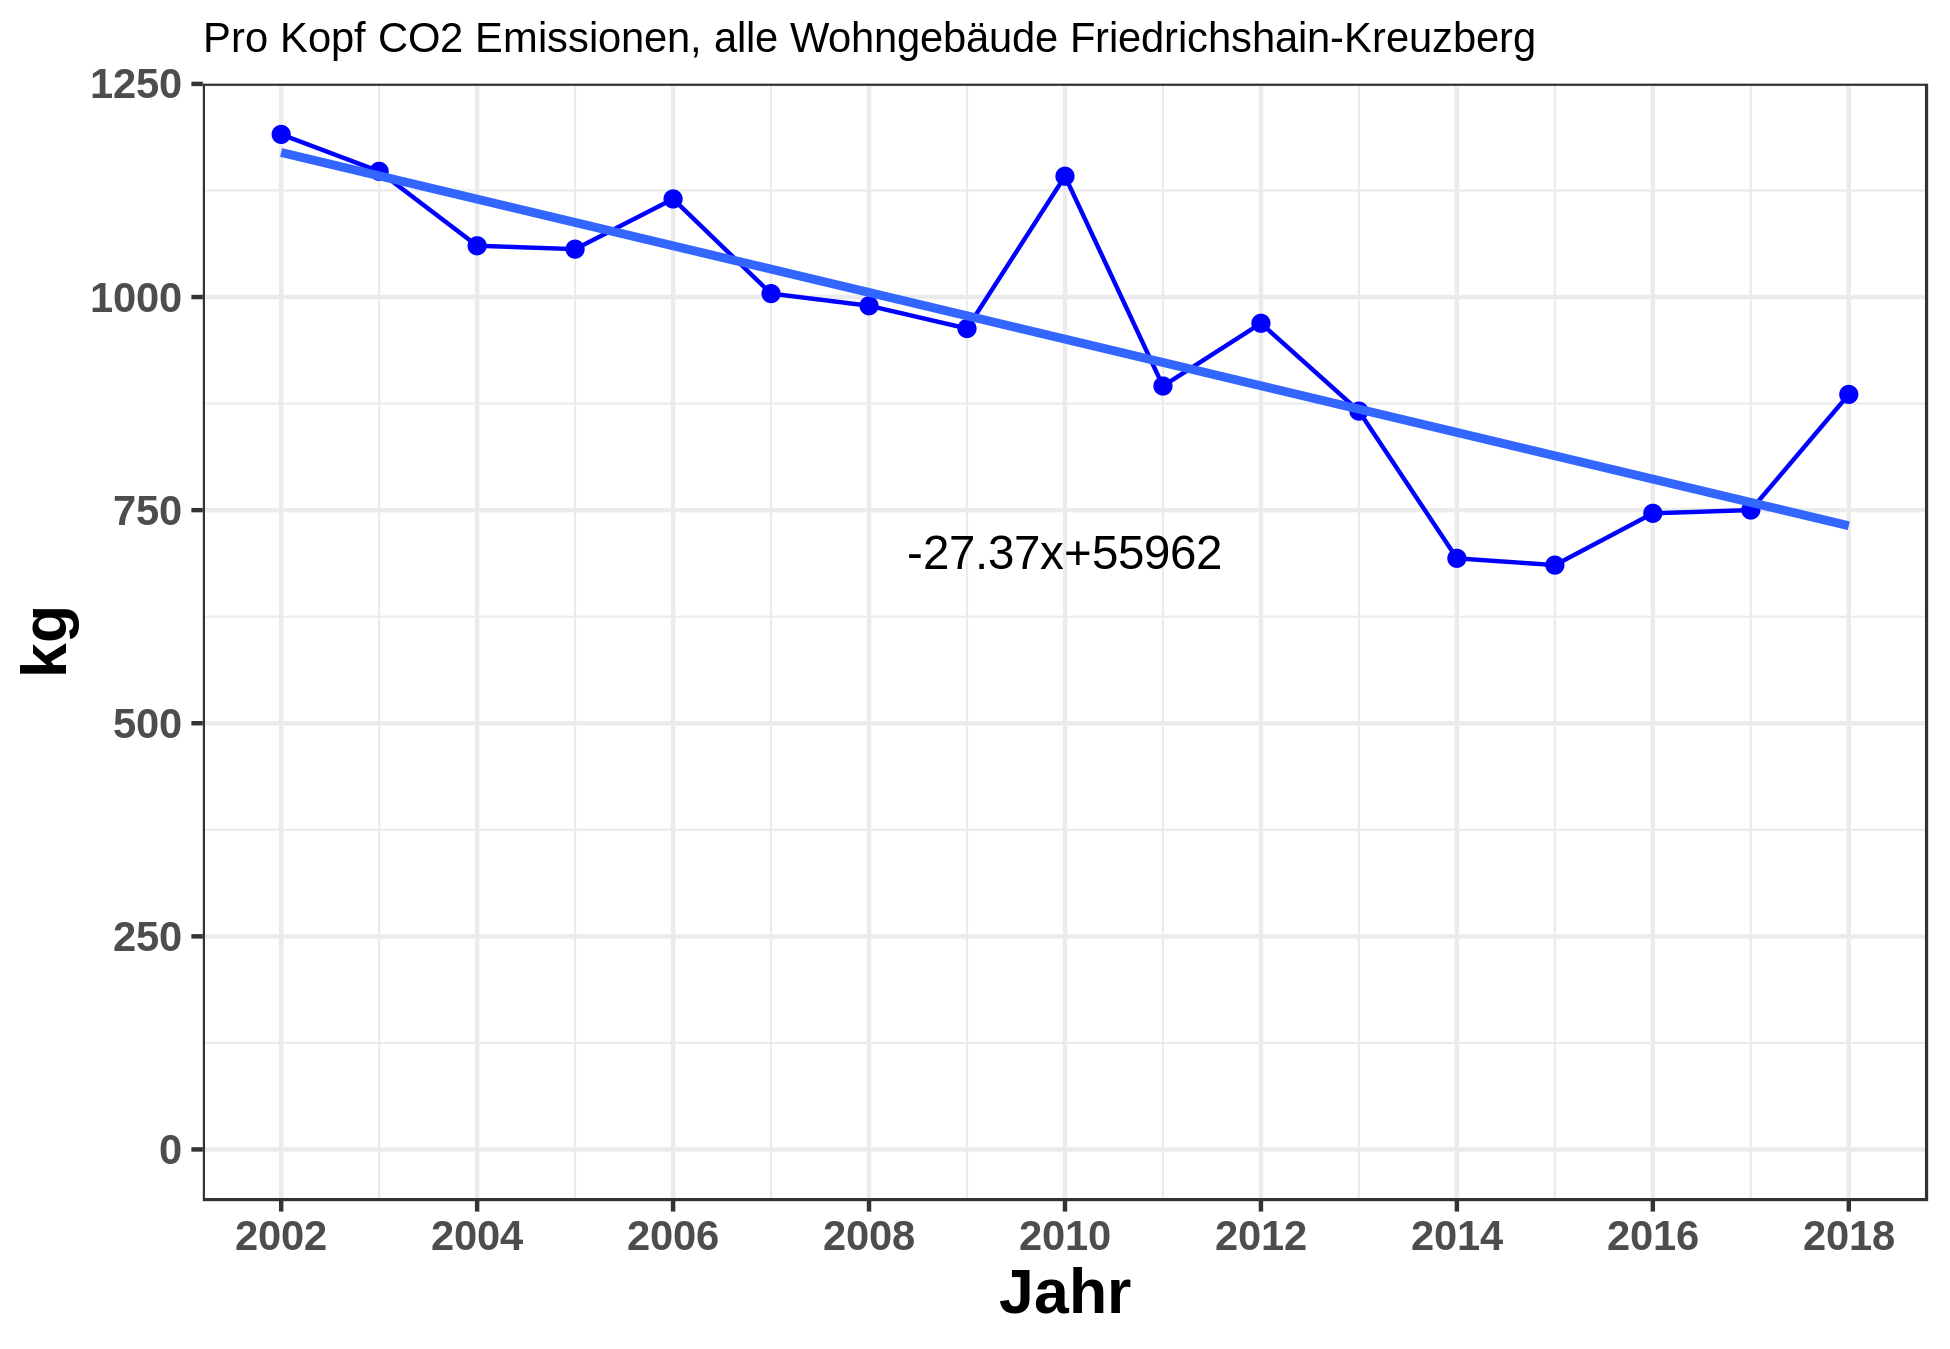 Pro Kopf CO2 Emissionen, alle Wohngebäude Friedrichshain-Kreuzberg
1250
1000
750
500
250
0
kg
-27.37x+55962
2002 2004 2006 2008 2010 2012 2014 2016 2018
Jahr